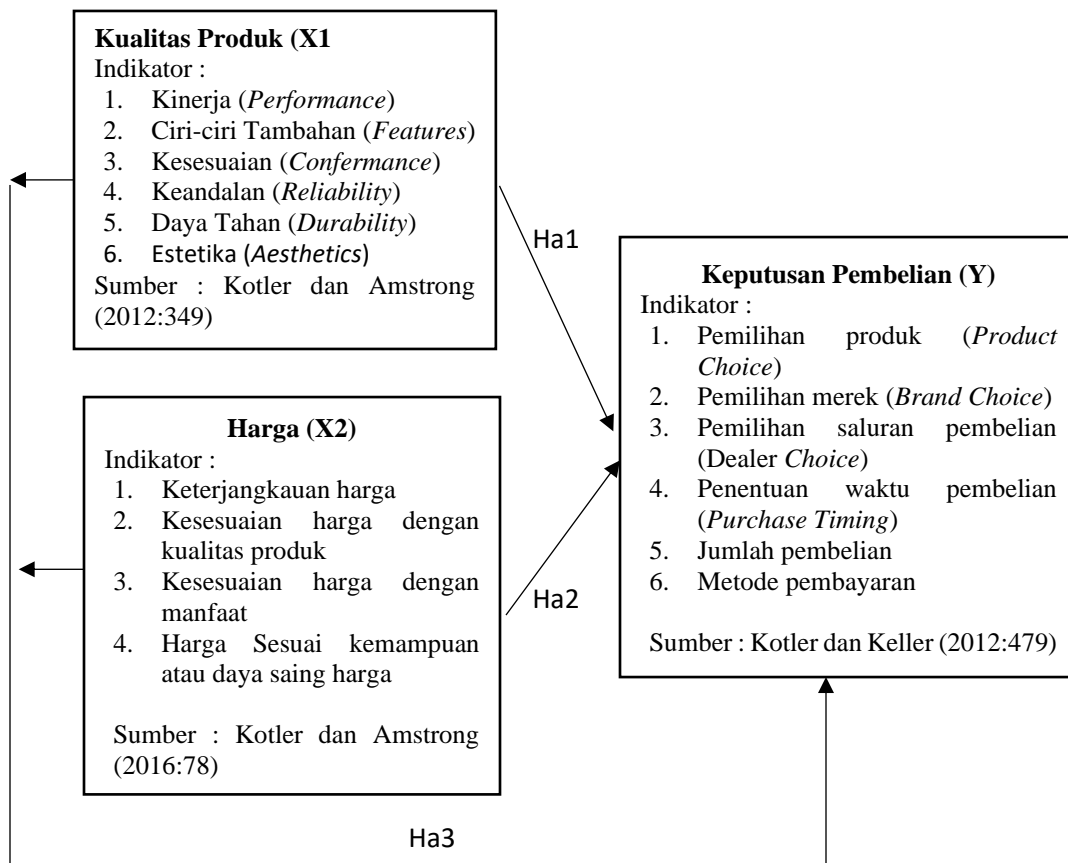 Kualitas Produk (X1
Indikator :
1. Kinerja (Performance)
2. Ciri-ciri Tambahan (Features)
3. Kesesuaian (Confermance)
4. Keandalan (Reliability)
5. Daya Tahan (Durability)
6. Estetika (Aesthetics)
Sumber : Kotler dan Amstrong
(2012:349)
Ha1
Harga (X2)
Indikator :
1. Keterjangkauan harga
2. Kesesuaian harga dengan
kualitas produk
3. Kesesuaian harga dengan
manfaat
4. Harga Sesuai kemampuan
atau daya saing harga
Sumber : Kotler dan Amstrong
(2016:78)
Ha2
Keputusan Pembelian (Y)
Indikator :
1. Pemilihan produk (Product
Choice)
2. Pemilihan merek (Brand Choice)
3. Pemilihan saluran pembelian
(Dealer Choice)
4. Penentuan waktu pembelian
(Purchase Timing)
5. Jumlah pembelian
6. Metode pembayaran
Sumber : Kotler dan Keller (2012:479)
Ha3